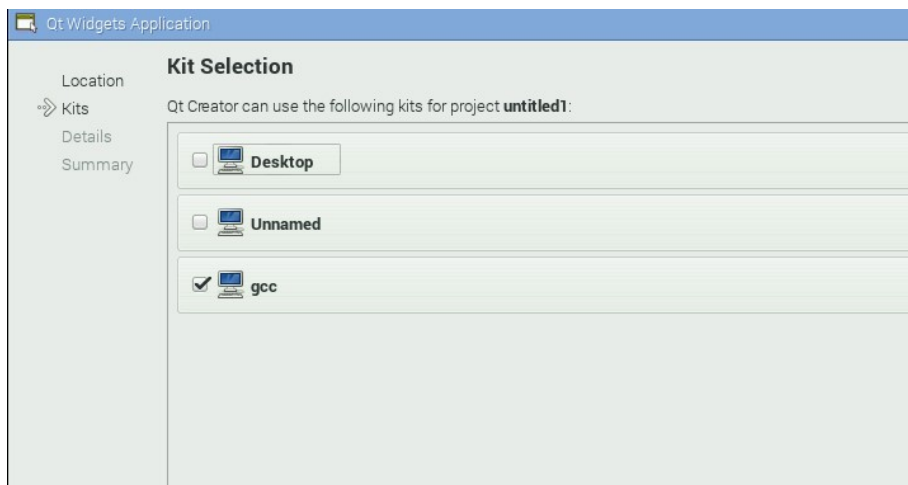 Qt Widgets Application
Location
Kits
Details
Summary
Kit Selection
Qt Creator can use the following kits for project untitled1:
Desktop
Unnamed
gcc